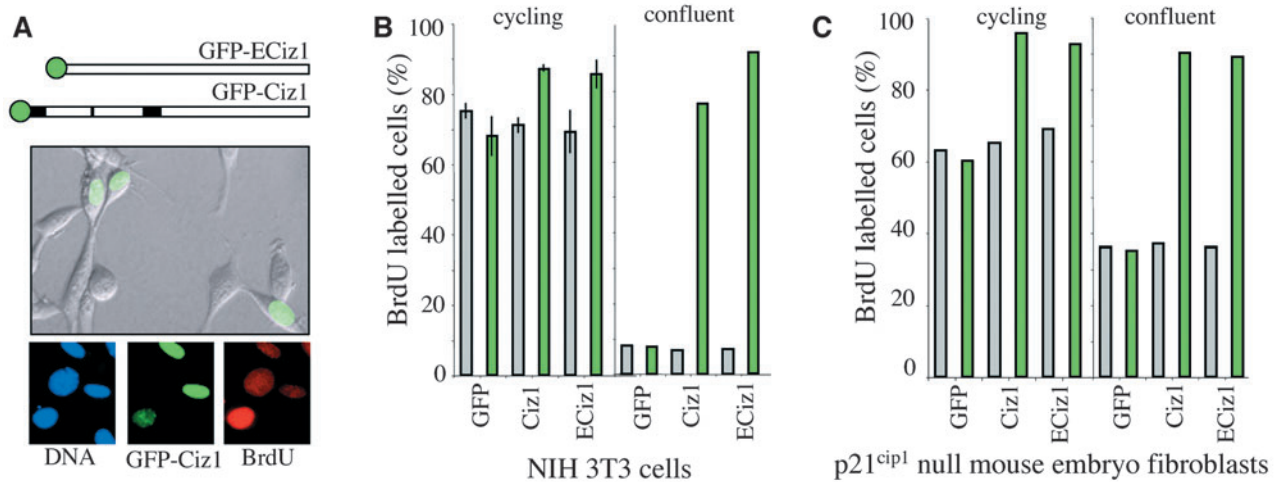 A
GFP-ECiz1
GFP-Ciz1
DNA
GFP-Ciz1
BrdU
B
cycling
confluent
BrdU labelled cells (%)
100
80
60
40
20
0
GFP
Ciz1
ECiz1
GFP
Ciz1
ECiz1
NIH 3T3 cells
C
cycling
confluent
BrdU labelled cells (%)
100
80
60
40
20
0
GFP
Ciz1
ECiz1
GFP
Ciz1
ECiz1
p21cip1 null mouse embryo fibroblasts